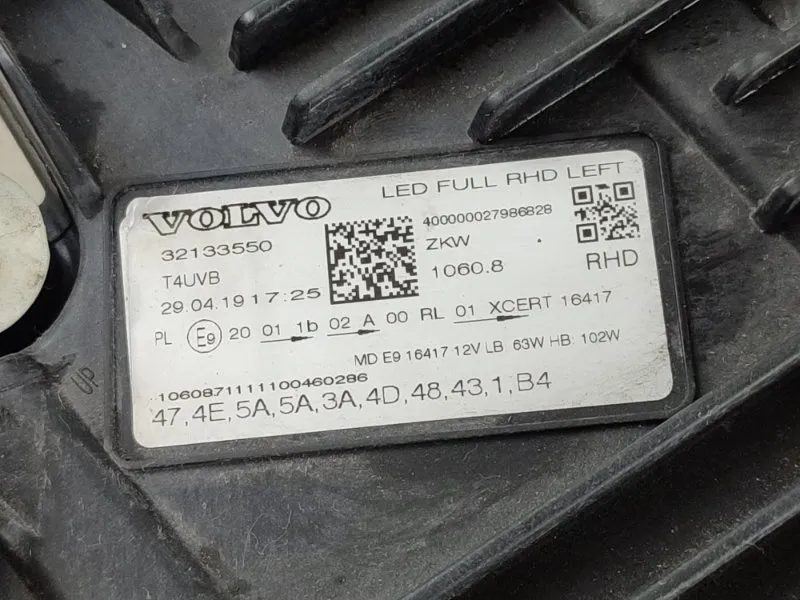 VOLVO LED FULL RHD LEFT
32133550 400000027986828
T4UVB ZKW
29.04.19 17:25 1060.8 RHD
PL E9 20 01 1b 02 A 00 RL 01 XCERT 16417
MD E9 16417 12V LB 63W HB: 102W
1060871111100460286
47,4E,5A,5A,3A,4D,48,43,1,B4
UP